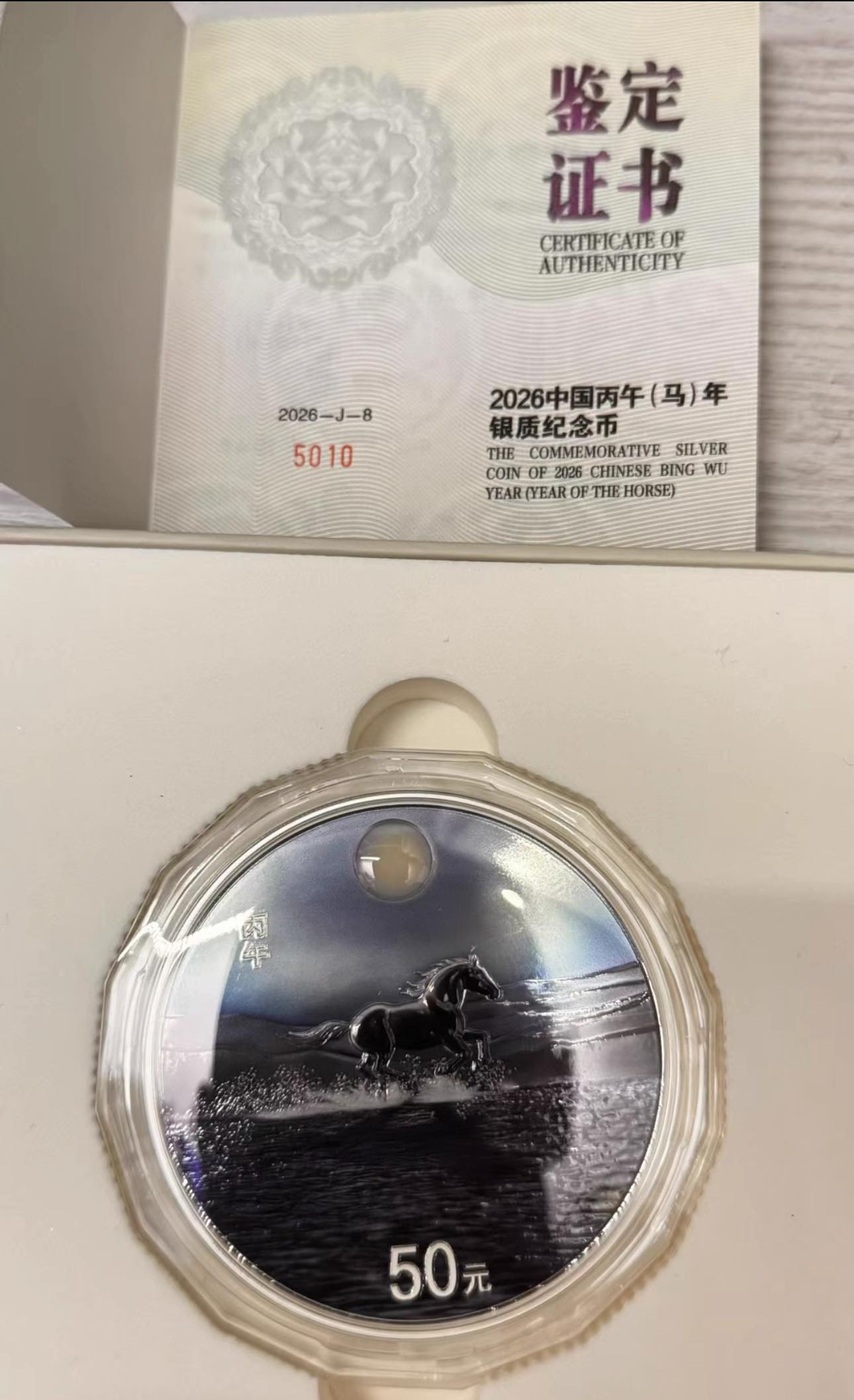 鉴定
证书
CERTIFICATE OF
AUTHENTICITY
2026—J—8
5010
2026中国丙午(马)年
银质纪念币
THE COMMEMORATIVE SILVER
COIN OF 2026 CHINESE BING WU
YEAR (YEAR OF THE HORSE)
丙
午
50元